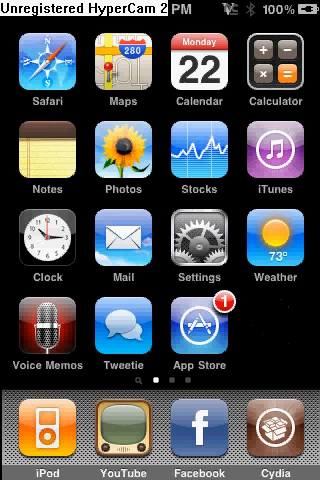 Unregistered HyperCam 2 PM 100%
280 Monday
22
Safari Maps Calendar Calculator
Notes Photos Stocks iTunes
73°
Clock Mail Settings Weather
1
Voice Memos Tweetie App Store
f
iPod YouTube Facebook Cydia